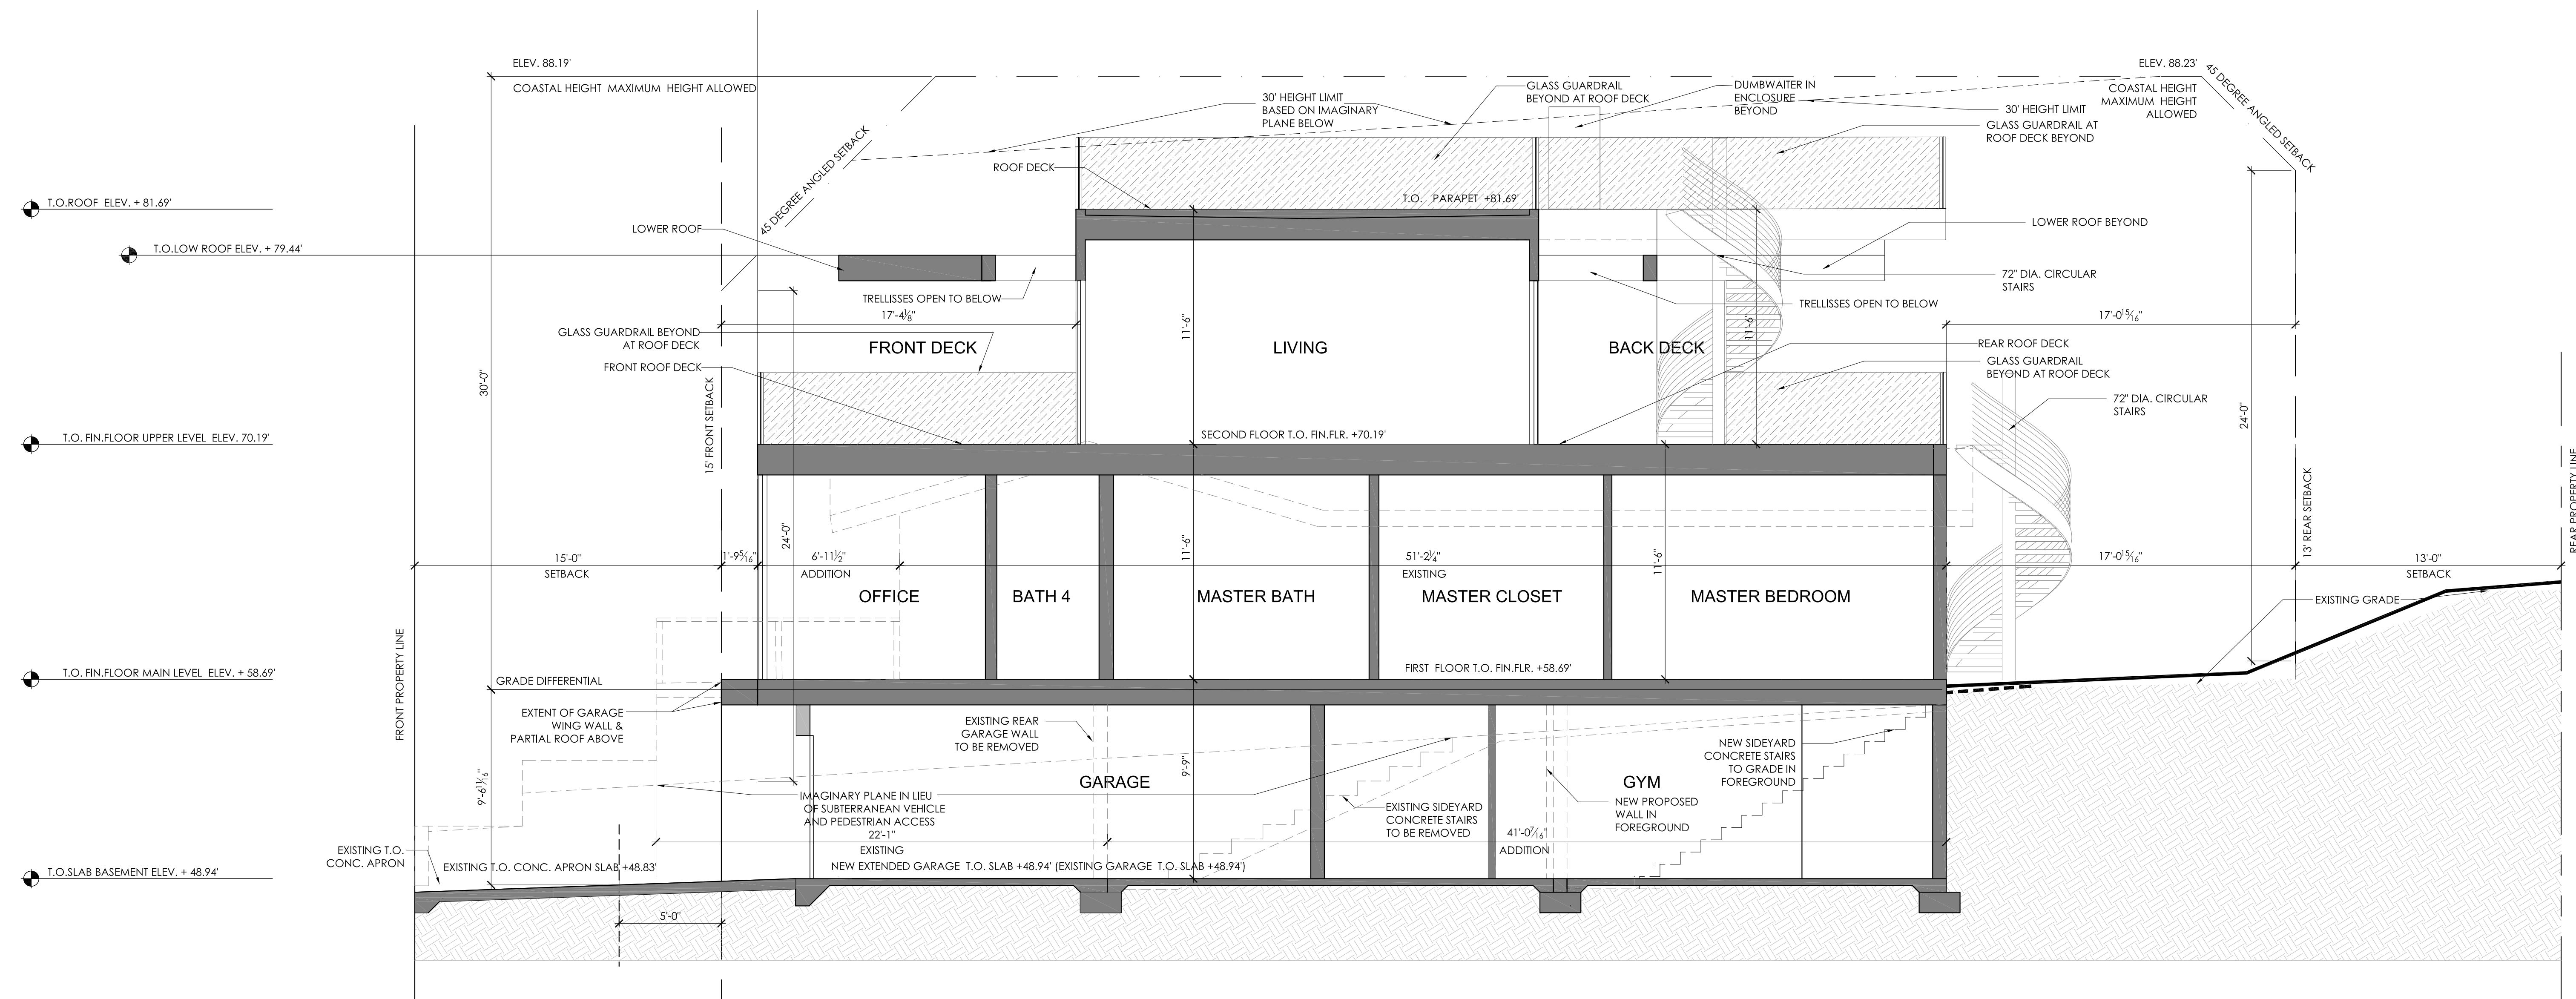 ELEV. 88.19'
COASTAL HEIGHT MAXIMUM HEIGHT ALLOWED
45 DEGREE ANGLED SETBACK
30' HEIGHT LIMIT
BASED ON IMAGINARY
PLANE BELOW
GLASS GUARDRAIL
BEYOND AT ROOF DECK
DUMBWAITER IN
ENCLOSURE
BEYOND
ELEV. 88.23'
COASTAL HEIGHT
MAXIMUM HEIGHT
ALLOWED
45 DEGREE ANGLED SETBACK
30' HEIGHT LIMIT
GLASS GUARDRAIL AT
ROOF DECK BEYOND
ROOF DECK
T.O. PARAPET +81.69'
T.O.ROOF ELEV. + 81.69'
LOWER ROOF
LOWER ROOF BEYOND
T.O.LOW ROOF ELEV. + 79.44'
72" DIA. CIRCULAR
STAIRS
TRELLISSES OPEN TO BELOW
TRELLISSES OPEN TO BELOW
17'-4⅛"
17'-0 15/16"
GLASS GUARDRAIL BEYOND
AT ROOF DECK
FRONT DECK
11'-6"
LIVING
BACK DECK
11'-6"
REAR ROOF DECK
FRONT ROOF DECK
GLASS GUARDRAIL
BEYOND AT ROOF DECK
30'-0"
15' FRONT SETBACK
72" DIA. CIRCULAR
STAIRS
24'-0"
T.O. FIN.FLOOR UPPER LEVEL ELEV. 70.19'
SECOND FLOOR T.O. FIN.FLR. +70.19'
REAR PROPERTY LINE
13' REAR SETBACK
24'-0"
15'-0"
SETBACK
1'-9 5/16"
6'-11½"
ADDITION
11'-6"
51'-2¼"
EXISTING
11'-6"
17'-0 15/16"
13'-0"
SETBACK
OFFICE
BATH 4
MASTER BATH
MASTER CLOSET
MASTER BEDROOM
EXISTING GRADE
FRONT PROPERTY LINE
T.O. FIN.FLOOR MAIN LEVEL ELEV. + 58.69'
GRADE DIFFERENTIAL
FIRST FLOOR T.O. FIN.FLR. +58.69'
EXTENT OF GARAGE
WING WALL &
PARTIAL ROOF ABOVE
EXISTING REAR
GARAGE WALL
TO BE REMOVED
NEW SIDEYARD
CONCRETE STAIRS
TO GRADE IN
FOREGROUND
9'-6 11/16"
GARAGE
9'-9"
GYM
IMAGINARY PLANE IN LIEU
OF SUBTERRANEAN VEHICLE
AND PEDESTRIAN ACCESS
EXISTING SIDEYARD
CONCRETE STAIRS
TO BE REMOVED
NEW PROPOSED
WALL IN
FOREGROUND
22'-1"
EXISTING
41'-0 7/16"
ADDITION
EXISTING T.O.
CONC. APRON
EXISTING T.O. CONC. APRON SLAB +48.83'
NEW EXTENDED GARAGE T.O. SLAB +48.94' (EXISTING GARAGE T.O. SLAB +48.94')
T.O.SLAB BASEMENT ELEV. + 48.94'
5'-0"